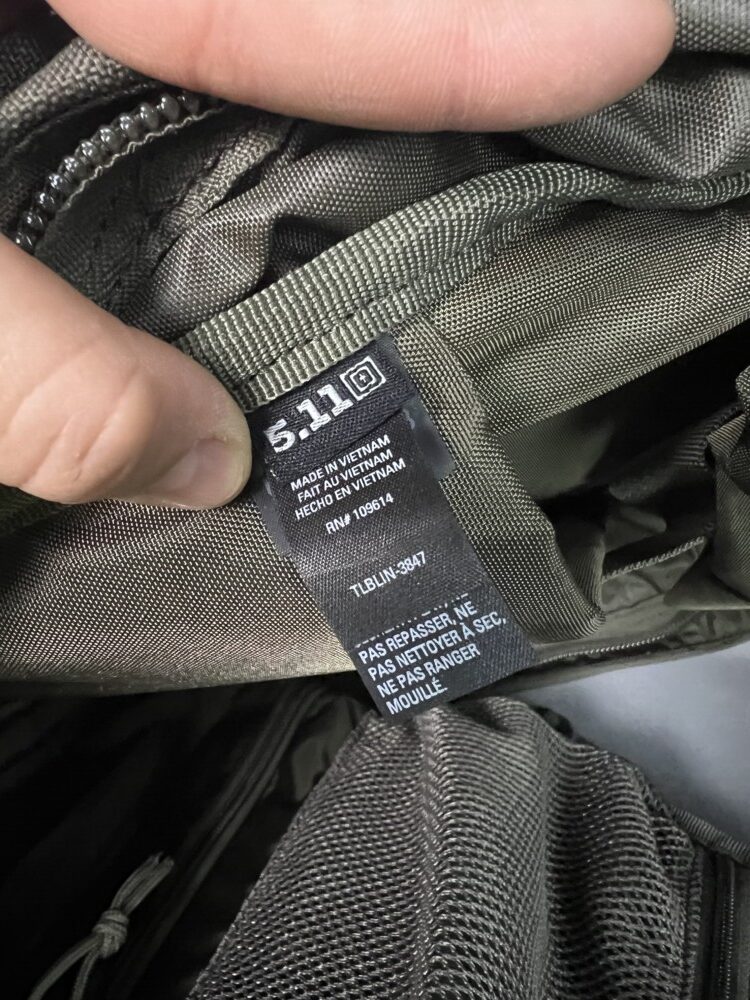 5.11
MADE IN VIETNAM
FAIT AU VIETNAM
HECHO EN VIETNAM
RN# 109614
TLBLIN-3847
PAS REPASSER, NE
PAS NETTOYER À SEC,
NE PAS RANGER
MOUILLÉ.